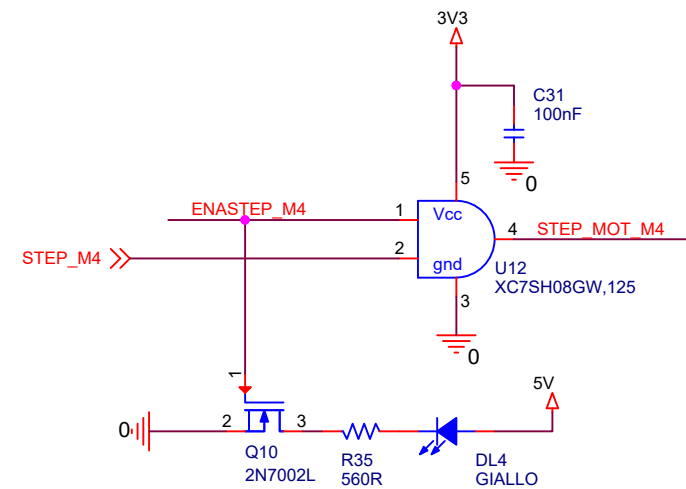 3V3
C31
100nF
0
5
ENASTEP_M4
1
Vcc
4
STEP_MOT_M4
STEP_M4
2
gnd
U12
XC7SH08GW,125
3
0
1
5V
0
2
3
Q10
2N7002L
R35
560R
DL4
GIALLO